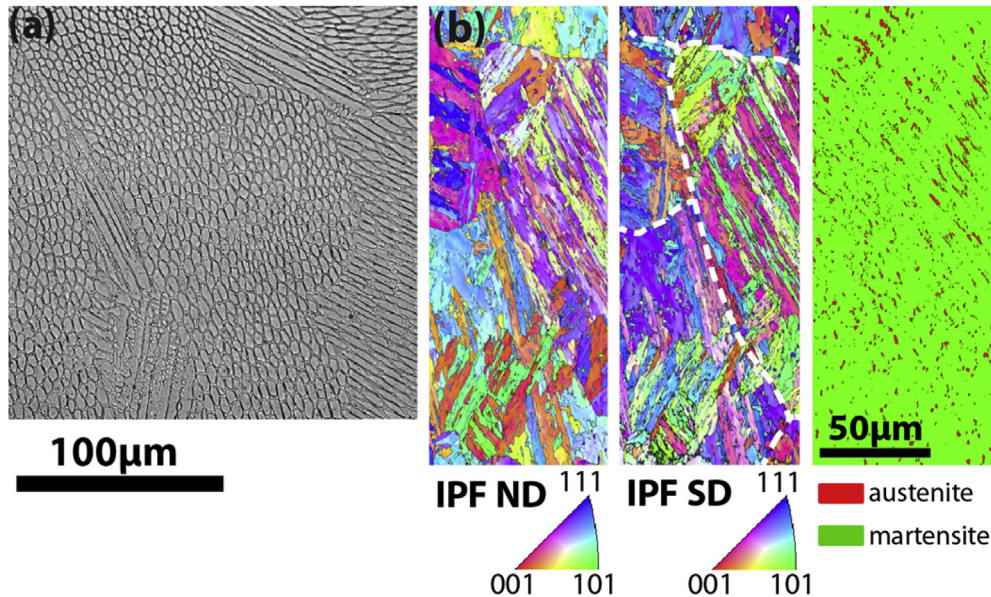 (a)
(b)
100µm
50µm
IPF ND
111
001
101
IPF SD
111
001
101
austenite
martensite